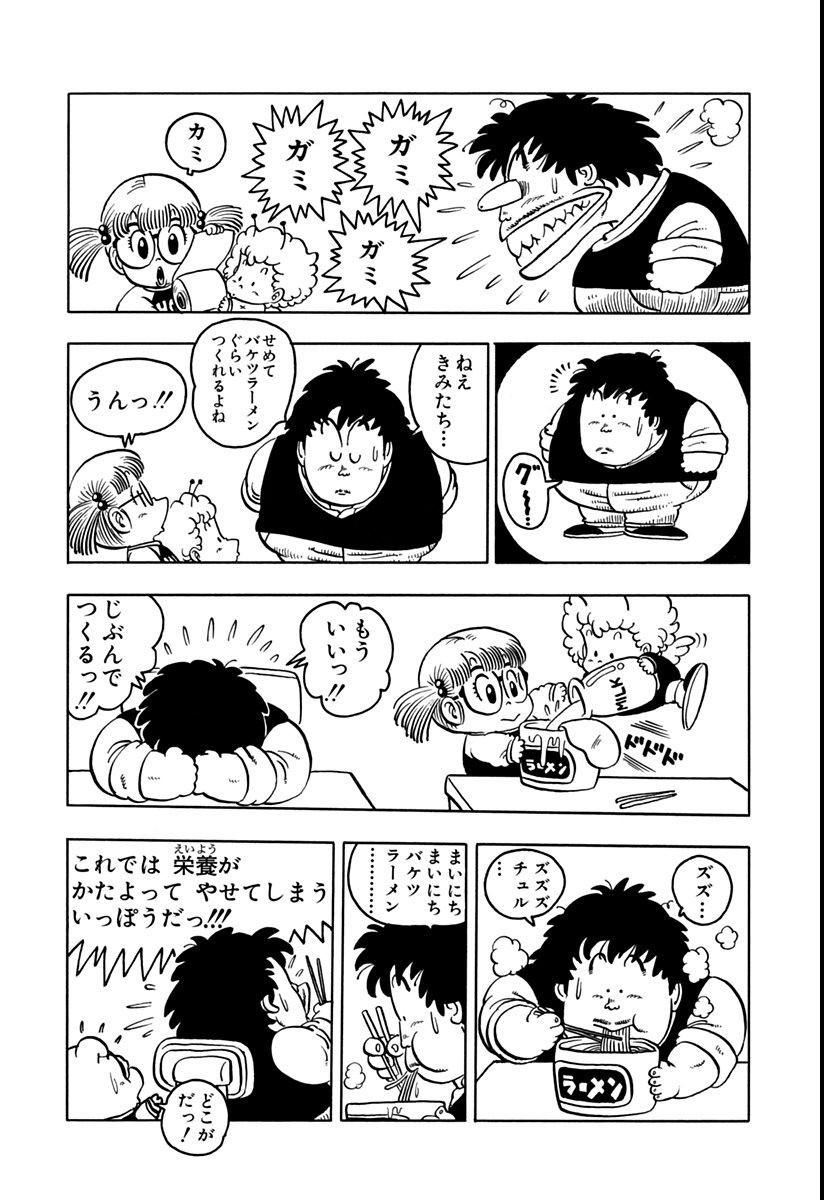 ガミ
ガミ
ガミ
カミ
グ〜〜…
ねえ
きみたち…
せめて
バケツラーメン
ぐらい
つくれるよね
うんっ!!
MILK
ドドド
ラーメン
もう
いいっ!!
じぶんで
つくるっ!!
ズズ…
ズズズ
チュル
…
ラーメン
まいにち
まいにち
バケツ
ラーメン
………
これでは栄養が
えいよう
かたよって やせてしまう
いっぽうだっ!!!
どこが
だっ!